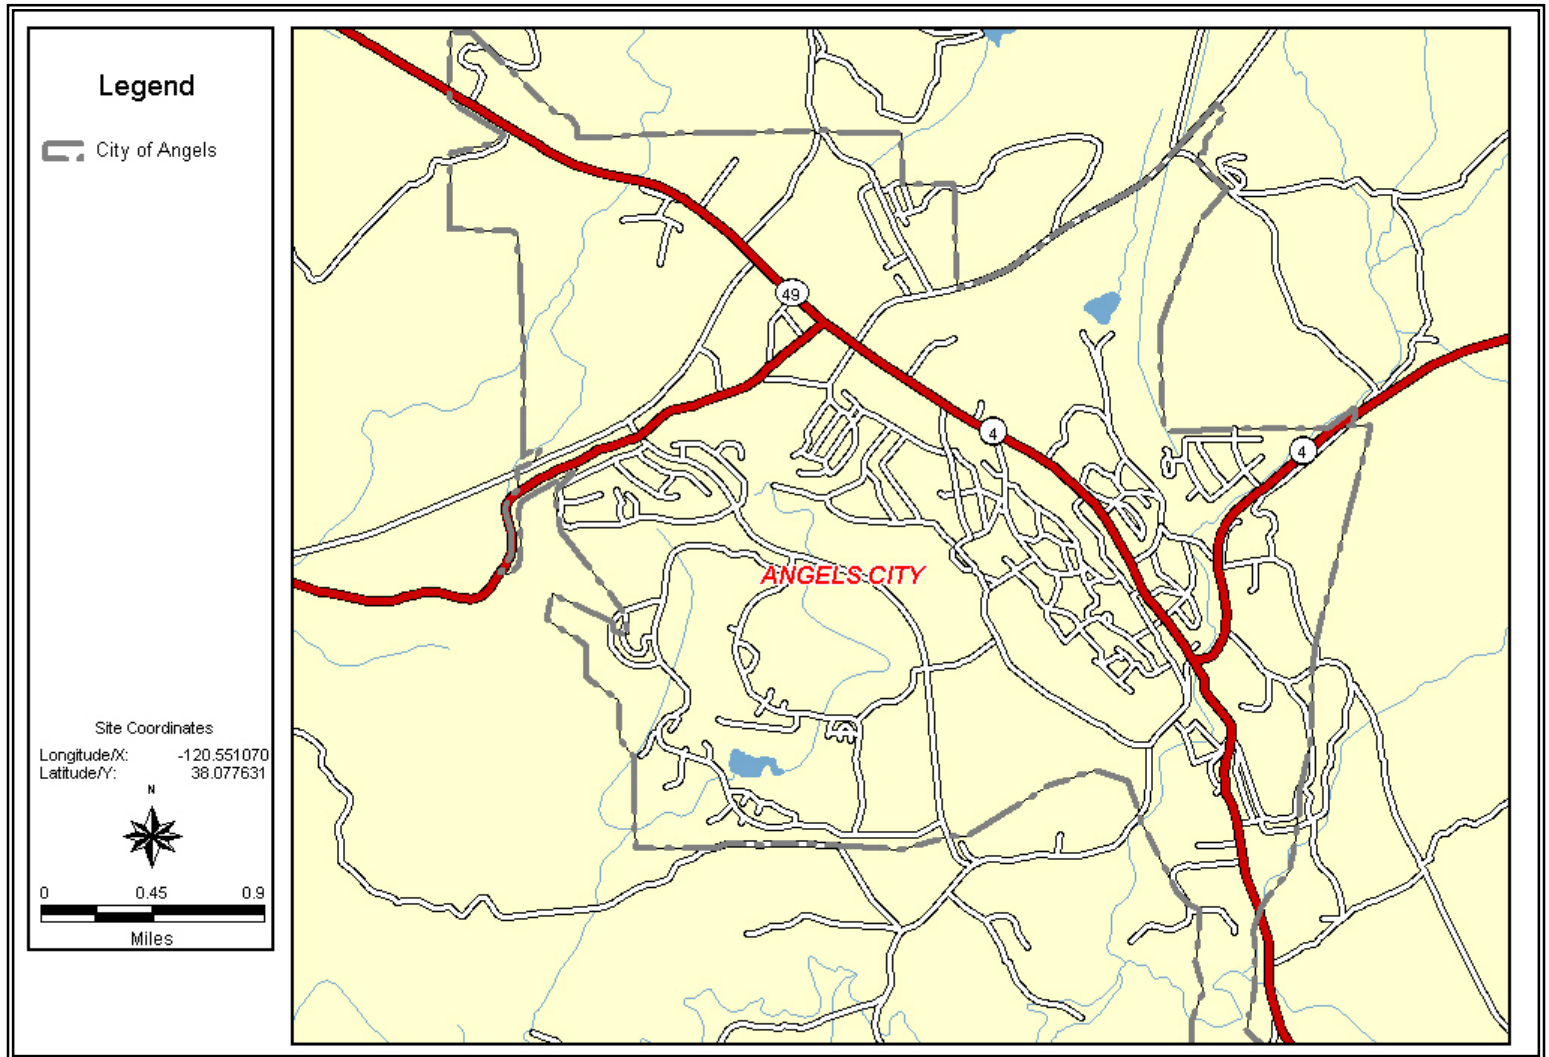 Legend
City of Angels
Site Coordinates
Longitude/X: -120.551070
Latitude/Y: 38.077631
N
0 0.45 0.9
Miles
49
4
4
ANGELS CITY